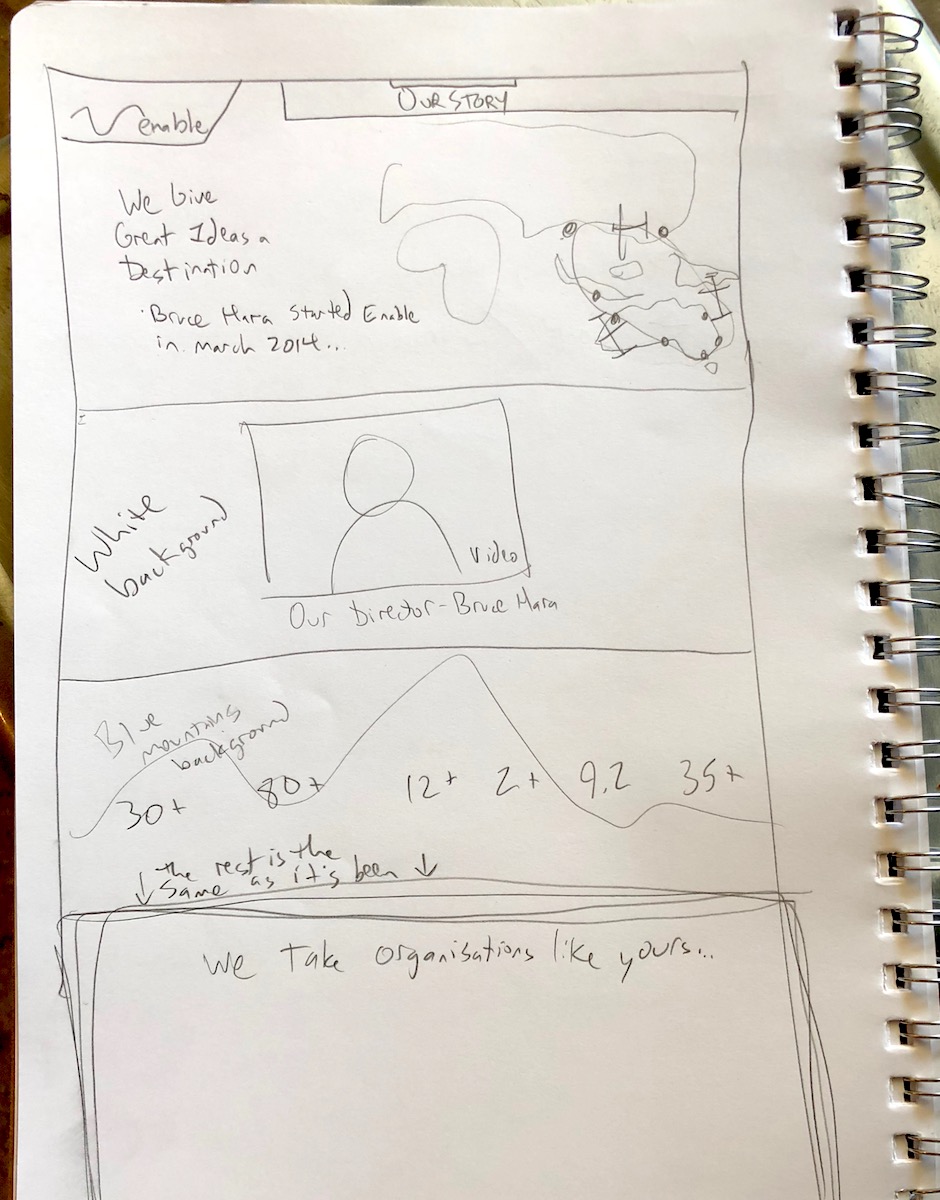 enable
OUR STORY
We Give
Great Ideas a
Destination
Bruce Mara Started Enable
in March 2014...
White
background
Video
Our Director - Bruce Mara
Blue
mountains
background
30+ 80+ 12+ 2+ 9.2 35+
↓ the rest is the
same as it's been ↓
We Take organisations like yours...